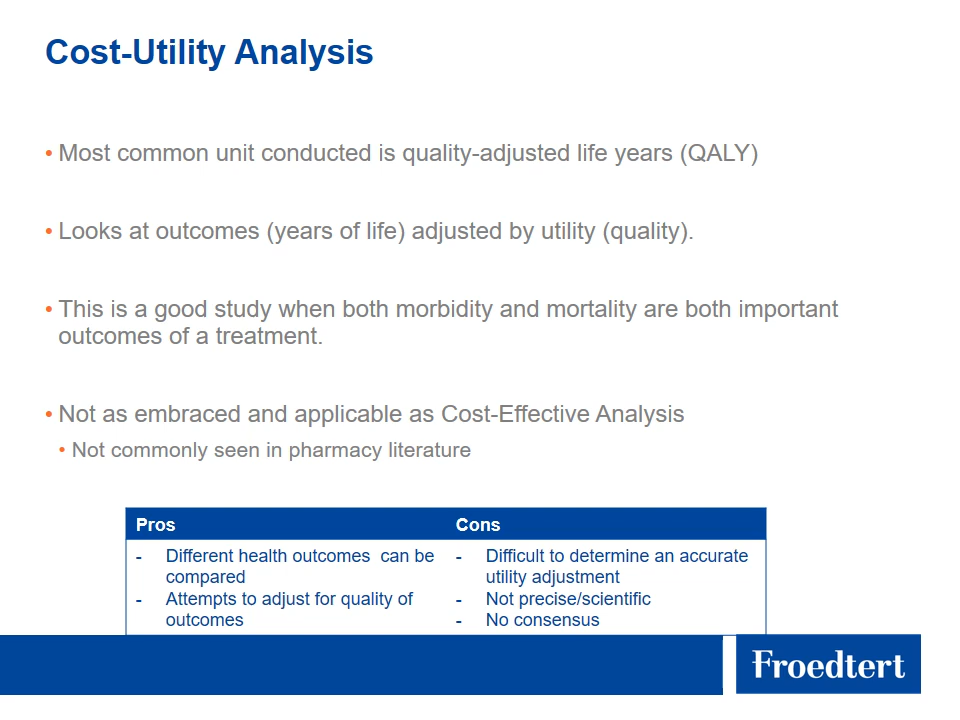 Cost-Utility Analysis
• Most common unit conducted is quality-adjusted life years (QALY)
• Looks at outcomes (years of life) adjusted by utility (quality).
• This is a good study when both morbidity and mortality are both important
outcomes of a treatment.
• Not as embraced and applicable as Cost-Effective Analysis
• Not commonly seen in pharmacy literature
Pros
- Different health outcomes can be
compared
- Attempts to adjust for quality of
outcomes
Cons
- Difficult to determine an accurate
utility adjustment
- Not precise/scientific
- No consensus
Froedtert